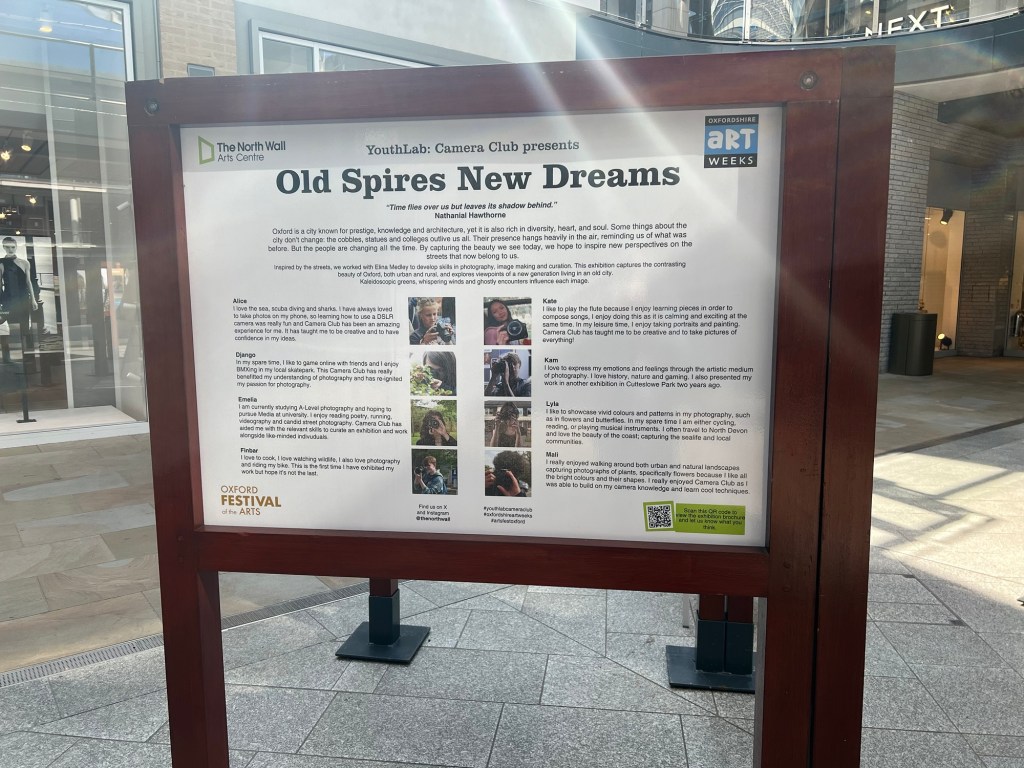 NEXT
The North Wall
Arts Centre
YouthLab: Camera Club presents
OXFORDSHIRE
aRT
WEEKS
Old Spires New Dreams
“Time flies over us but leaves its shadow behind.”
Nathanial Hawthorne
Oxford is a city known for prestige, knowledge and architecture, yet it is also rich in diversity, heart, and soul. Some things about the
city don't change: the cobbles, statues and colleges outlive us all. Their presence hangs heavily in the air, reminding us of what was
before. But the people are changing all the time. By capturing the beauty we see today, we hope to inspire new perspectives on the
streets that now belong to us.
Inspired by the streets, we worked with Elina Medley to develop skills in photography, image making and curation. This exhibition captures the contrasting
beauty of Oxford, both urban and rural, and explores viewpoints of a new generation living in an old city.
Kaleidoscopic greens, whispering winds and ghostly encounters influence each image.
Alice
I love the sea, scuba diving and sharks. I have always loved
to take photos on my phone, so learning how to use a DSLR
camera was really fun and Camera Club has been an amazing
experience for me. It has taught me to be creative and to have
confidence in my ideas.
Django
In my spare time, I like to game online with friends and I enjoy
BMXing in my local skatepark. This Camera Club has really
benefitted my understanding of photography and has re-ignited
my passion for photography.
Emelia
I am currently studying A-Level photography and hoping to
pursue Media at university. I enjoy reading poetry, running,
videography and candid street photography. Camera Club has
aided me with the relevant skills to curate an exhibition and work
alongside like-minded indivuduals.
Finbar
I love to cook, I love watching wildlife, I also love photography
and riding my bike. This is the first time I have exhibited my
work but hope it's not the last.
Kate
I like to play the flute because I enjoy learning pieces in order to
compose songs, I enjoy doing this as it is calming and exciting at the
same time. In my leisure time, I enjoy taking portraits and painting.
Camera Club has taught me to be creative and to take pictures of
everything!
Kam
I love to express my emotions and feelings through the artistic medium
of photography. I love history, nature and gaming. I also presented my
work in another exhibition in Cutteslowe Park two years ago.
Lyla
I like to showcase vivid colours and patterns in my photography, such
as in flowers and butterflies. In my spare time I am either cycling,
reading, or playing musical instruments. I often travel to North Devon
and love the beauty of the coast; capturing the sealife and local
communities.
Mali
I really enjoyed walking around both urban and natural landscapes
capturing photographs of plants, specifically flowers because I like all
the bright colours and their shapes. I really enjoyed Camera Club as I
was able to build on my camera knowledge and learn cool techniques.
OXFORD
FESTIVAL
of the ARTS
Find us on X
and Instagram
@thenorthwall
#youthlabcameraclub
#oxfordshireartweeks
#artsfestoxford
Scan this QR code to
view the exhibition brochure
and let us know what you
think.